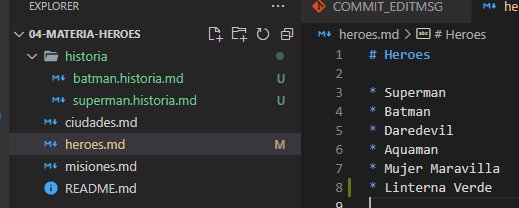 EXPLORER
04-MATERIA-HEROES
historia
batman.historia.md U
superman.historia.md U
ciudades.md
heroes.md M
misiones.md
README.md
COMMIT_EDITMSG
heroes.md > # Heroes
1 # Heroes
2
3 * Superman
4 * Batman
5 * Daredevil
6 * Aquaman
7 * Mujer Maravilla
8 * Linterna Verde